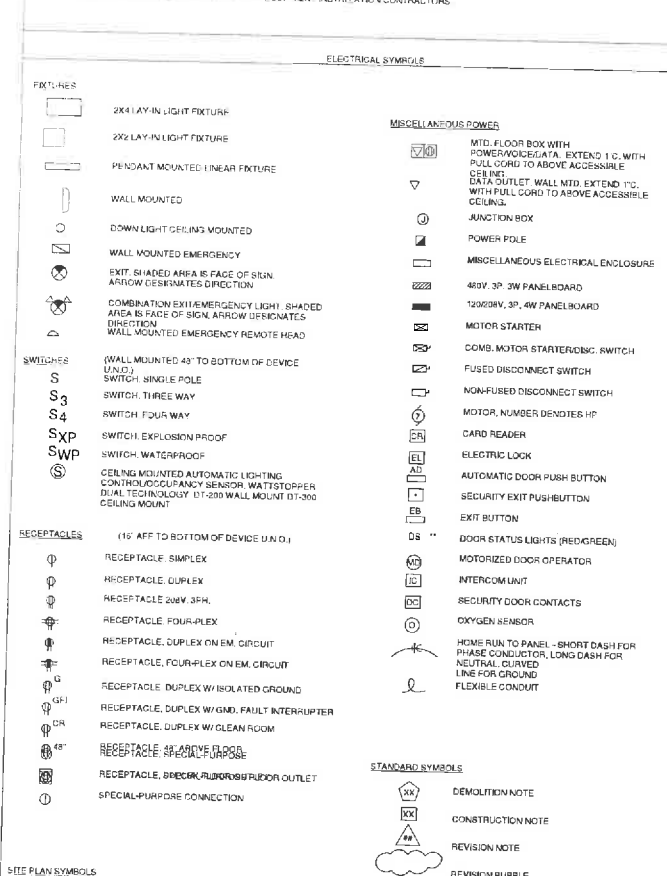 INSTALLATION CONTRACTORS
ELECTRICAL SYMBOLS
FIXTURES
2X4 LAY-IN LIGHT FIXTURE
2X2 LAY-IN LIGHT FIXTURE
PENDANT MOUNTED LINEAR FIXTURE
WALL MOUNTED
DOWN LIGHT CEILING MOUNTED
WALL MOUNTED EMERGENCY
EXIT. SHADED AREA IS FACE OF SIGN.
ARROW DESIGNATES DIRECTION
COMBINATION EXIT/EMERGENCY LIGHT, SHADED
AREA IS FACE OF SIGN, ARROW DESIGNATES
DIRECTION
WALL MOUNTED EMERGENCY REMOTE HEAD
SWITCHES (WALL MOUNTED 48" TO BOTTOM OF DEVICE
U.N.O.)
S SWITCH, SINGLE POLE
S3 SWITCH, THREE WAY
S4 SWITCH, FOUR WAY
SXP SWITCH, EXPLOSION PROOF
SWP SWITCH, WATERPROOF
S CEILING MOUNTED AUTOMATIC LIGHTING
CONTROL/OCCUPANCY SENSOR, WATTSTOPPER
DUAL TECHNOLOGY DT-200 WALL MOUNT DT-300
CEILING MOUNT
RECEPTACLES (16" AFF TO BOTTOM OF DEVICE U.N.O.)
RECEPTACLE, SIMPLEX
RECEPTACLE, DUPLEX
RECEPTACLE 208V, 3PH.
RECEPTACLE, FOUR-PLEX
RECEPTACLE, DUPLEX ON EM. CIRCUIT
RECEPTACLE, FOUR-PLEX ON EM. CIRCUIT
G RECEPTACLE, DUPLEX W/ ISOLATED GROUND
GFI RECEPTACLE, DUPLEX W/ GND. FAULT INTERRUPTER
CR RECEPTACLE, DUPLEX W/ CLEAN ROOM
48" RECEPTACLE, 48" ABOVE FLOOR
RECEPTACLE, SPECIAL-PURPOSE
RECEPTACLE, OUTLET
SPECIAL-PURPOSE CONNECTION
SITE PLAN SYMBOLS
MISCELLANEOUS POWER
MTD. FLOOR BOX WITH
POWER/VOICE/DATA. EXTEND 1"C. WITH
PULL CORD TO ABOVE ACCESSIBLE
CEILING.
DATA OUTLET, WALL MTD. EXTEND 1"C.
WITH PULL CORD TO ABOVE ACCESSIBLE
CEILING.
J JUNCTION BOX
POWER POLE
MISCELLANEOUS ELECTRICAL ENCLOSURE
480V, 3P, 3W PANELBOARD
120/208V, 3P, 4W PANELBOARD
MOTOR STARTER
COMB. MOTOR STARTER/DISC. SWITCH
FUSED DISCONNECT SWITCH
NON-FUSED DISCONNECT SWITCH
7 MOTOR, NUMBER DENOTES HP
CR CARD READER
EL ELECTRIC LOCK
AD AUTOMATIC DOOR PUSH BUTTON
SECURITY EXIT PUSHBUTTON
EB EXIT BUTTON
DS ** DOOR STATUS LIGHTS (RED/GREEN)
MD MOTORIZED DOOR OPERATOR
IC INTERCOM UNIT
DC SECURITY DOOR CONTACTS
O OXYGEN SENSOR
HOME RUN TO PANEL - SHORT DASH FOR
PHASE CONDUCTOR, LONG DASH FOR
NEUTRAL, CURVED
LINE FOR GROUND
FLEXIBLE CONDUIT
STANDARD SYMBOLS
XX DEMOLITION NOTE
XX CONSTRUCTION NOTE
## REVISION NOTE
REVISION BUBBLE